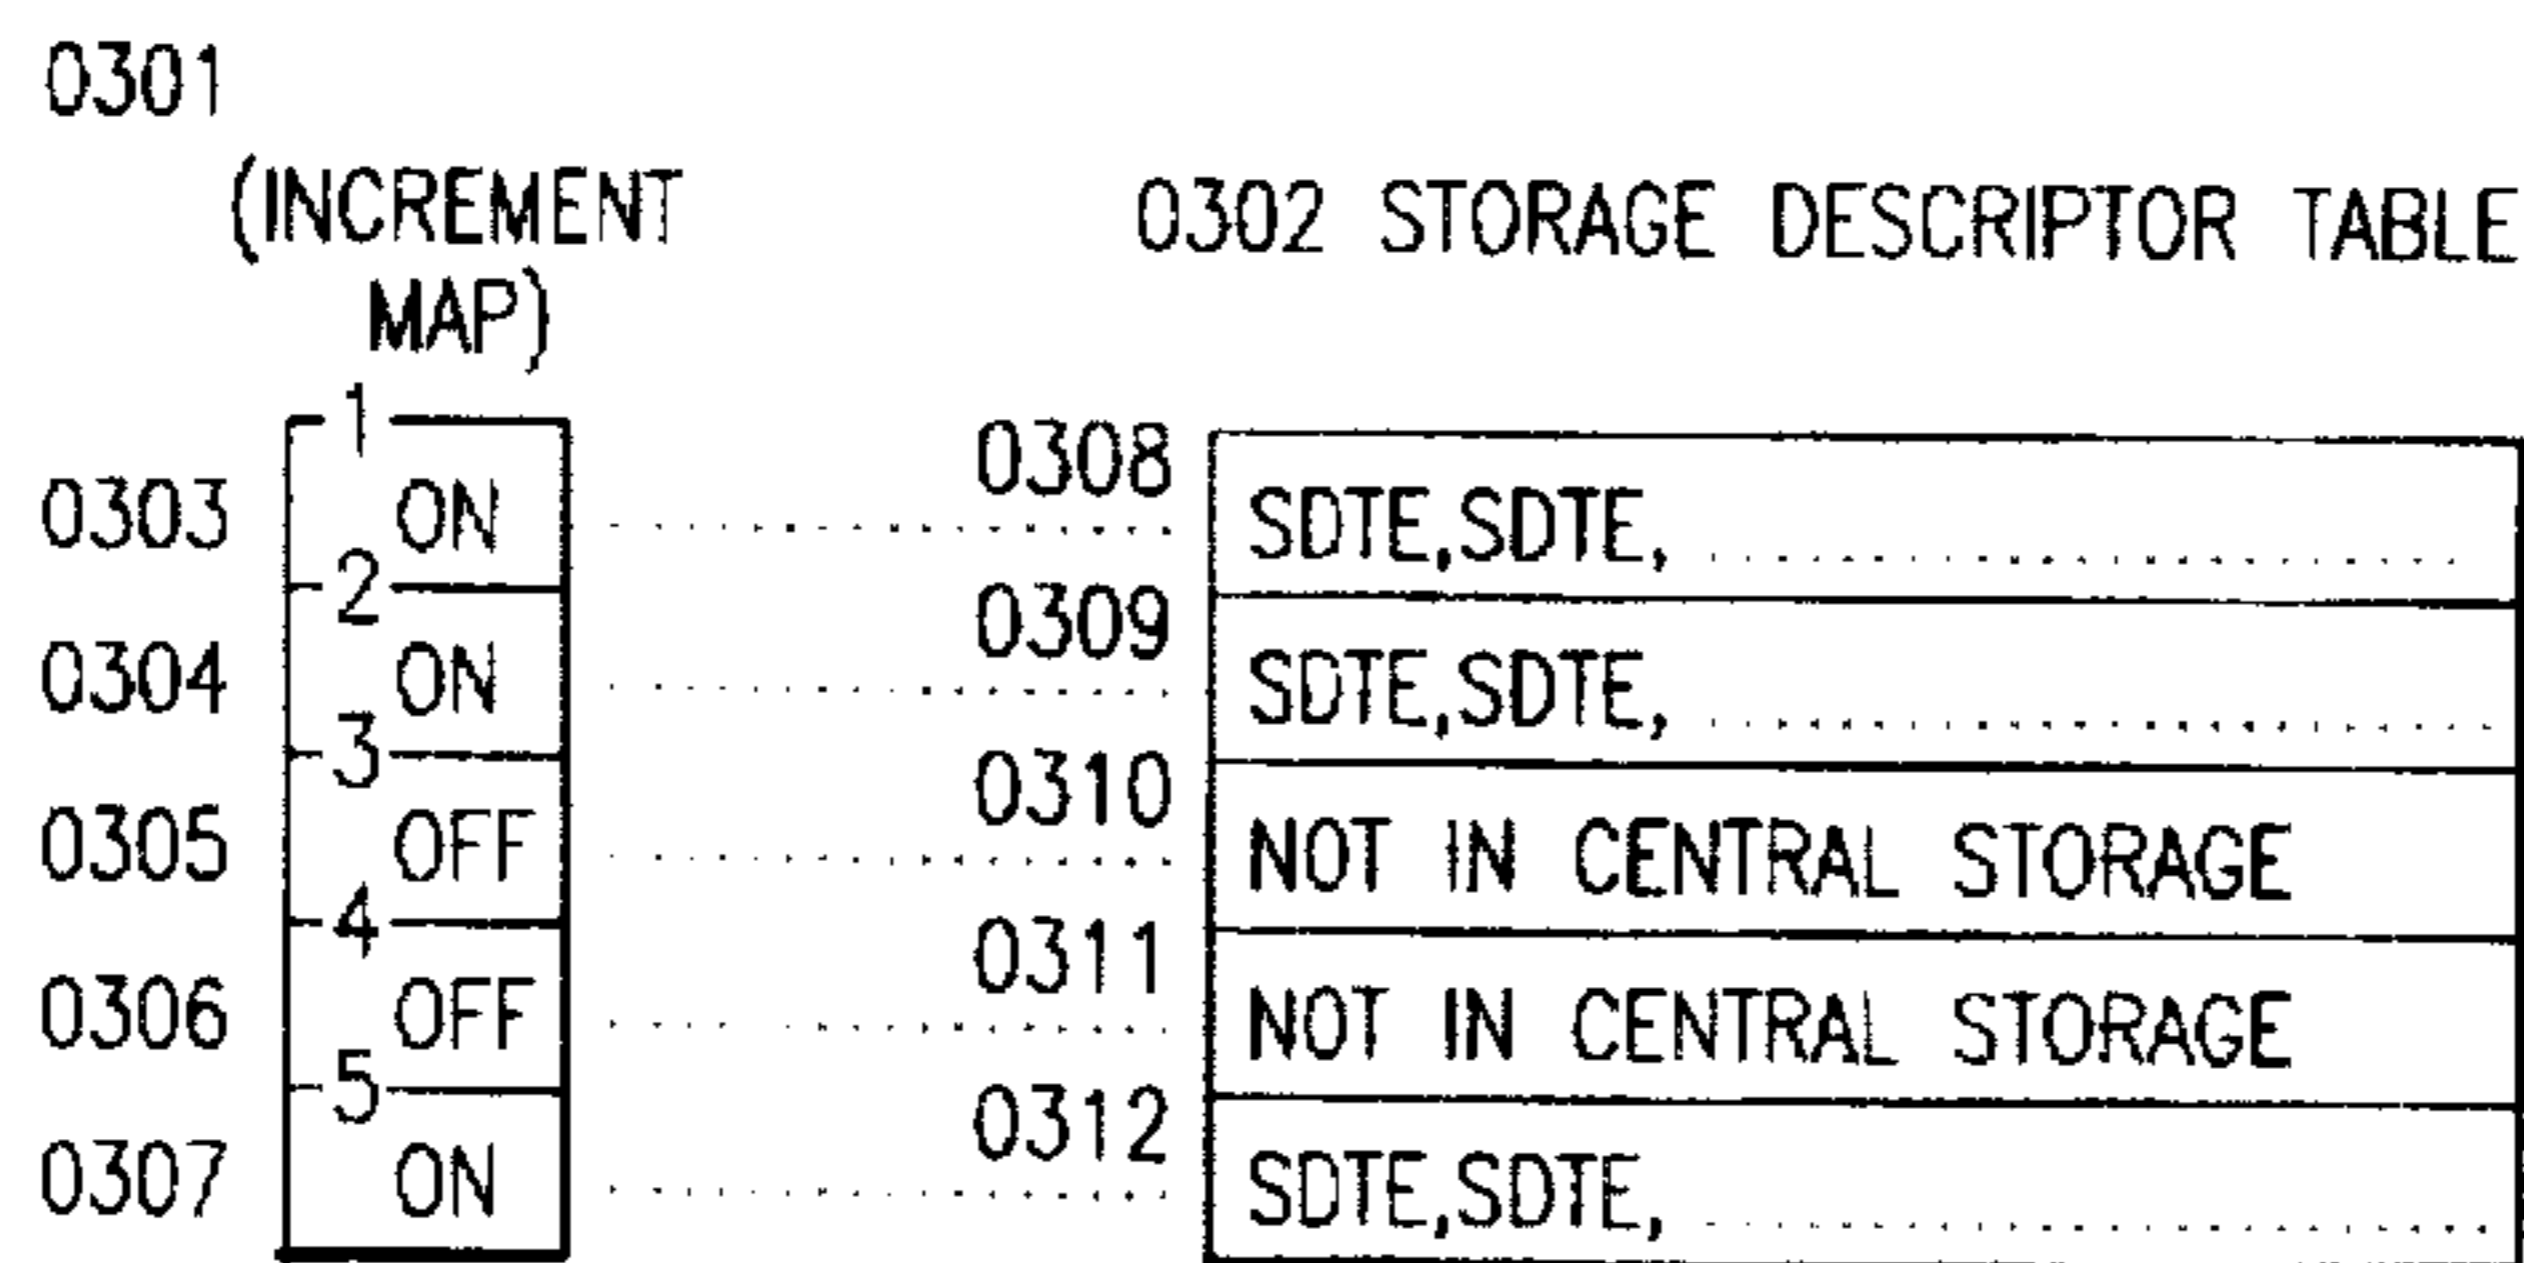 0301
(INCREMENT
MAP)
0302 STORAGE DESCRIPTOR TABLE
1
0303 ON 0308 SDTE,SDTE, ....................
2
0304 ON 0309 SDTE,SDTE, ....................
3
0305 OFF 0310 NOT IN CENTRAL STORAGE
4
0306 OFF 0311 NOT IN CENTRAL STORAGE
5
0307 ON 0312 SDTE,SDTE, ....................